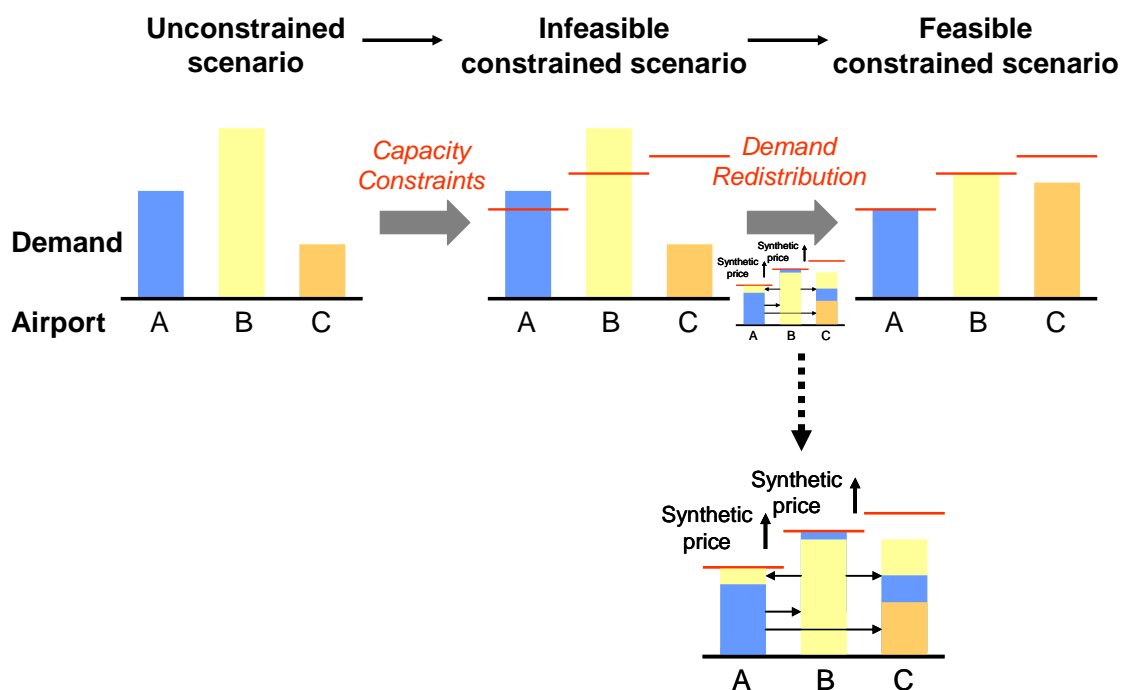 Unconstrained
scenario
Infeasible
constrained scenario
Feasible
constrained scenario
Capacity
Constraints
Demand
Redistribution
Demand
Synthetic
price
Synthetic
price
A B C
Airport
A B C
A B C
A B C
Synthetic
price
Synthetic
price
A B C